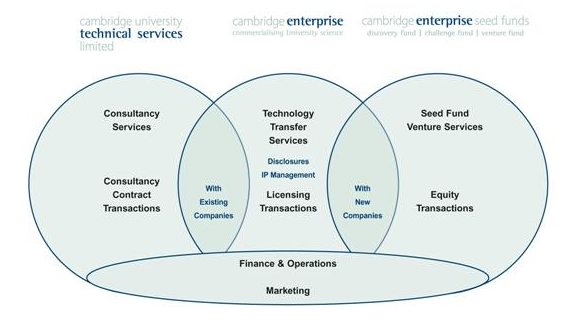 cambridge university
technical services
limited
cambridge enterprise
commercialising University science
cambridge enterprise seed funds
discovery fund | challenge fund | venture fund
Consultancy
Services
Consultancy
Contract
Transactions
With
Existing
Companies
Technology
Transfer
Services
Disclosures
IP Management
Licensing
Transactions
With
New
Companies
Seed Fund
Venture Services
Equity
Transactions
Finance & Operations
Marketing